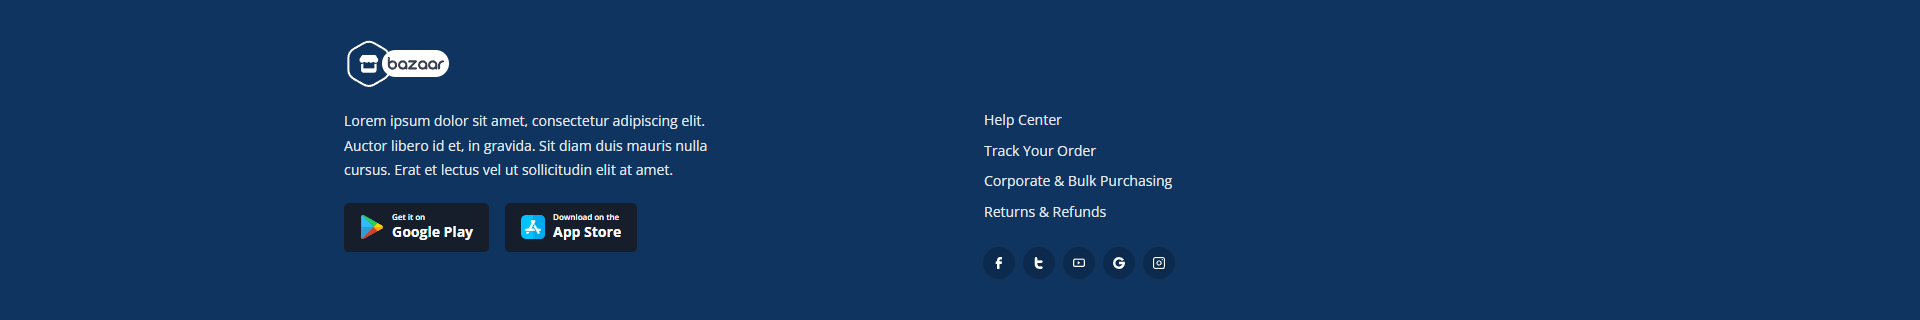 bazaar
Lorem ipsum dolor sit amet, consectetur adipiscing elit.
Auctor libero id et, in gravida. Sit diam duis mauris nulla
cursus. Erat et lectus vel ut sollicitudin elit at amet.
Get it on
Google Play
Download on the
App Store
Help Center
Track Your Order
Corporate & Bulk Purchasing
Returns & Refunds